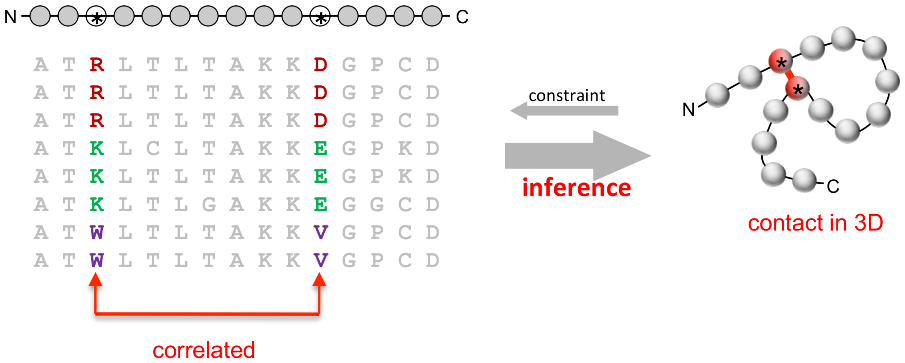 N * * C
A T R L T L T A K K D G P C D
A T R L T L T A K K D G P C D
A T R L T L T A K K D G P C D
A T K L C L T A K K E G P K D
A T K L T L T A K K E G P K D
A T K L T L G A K K E G G C D
A T W L T L T A K K V G P C D
A T W L T L T A K K V G P C D
correlated
constraint
inference
*
*
N
C
contact in 3D